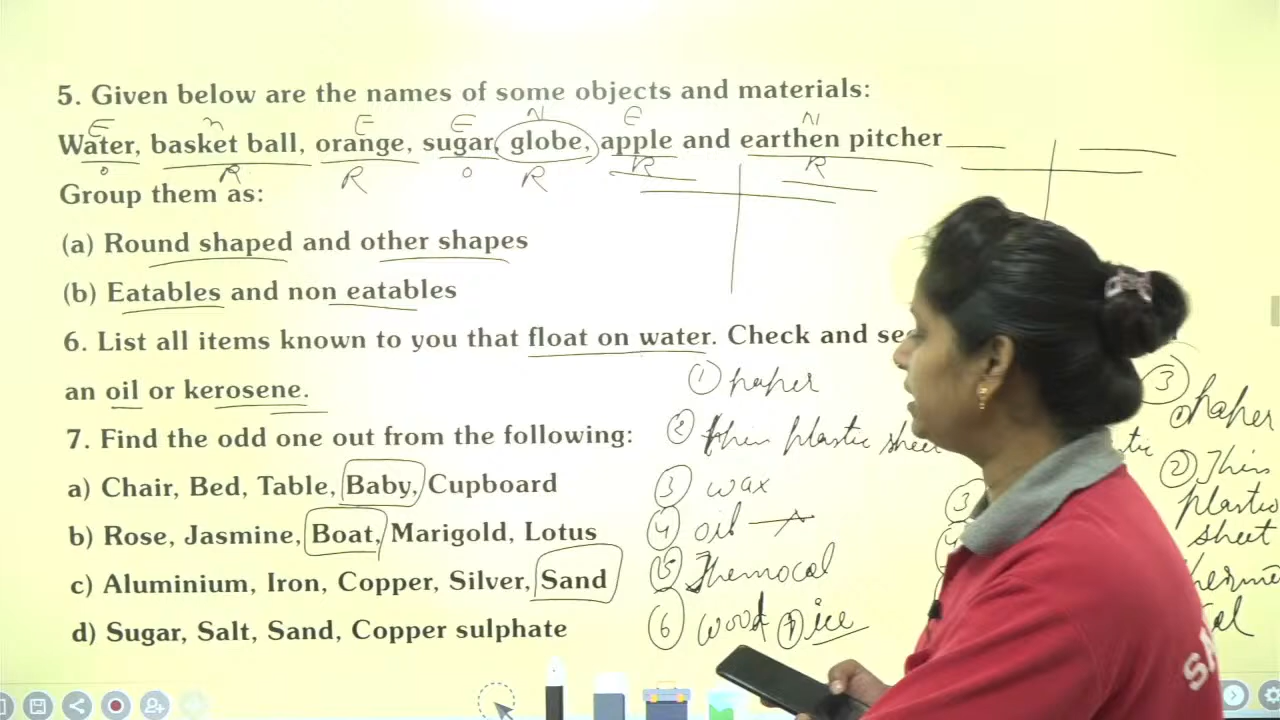 5. Given below are the names of some objects and materials:
E n E E N E N
Water, basket ball, orange, sugar, globe, apple and earthen pitcher
o R R o R R R
Group them as:
(a) Round shaped and other shapes
(b) Eatables and non eatables
6. List all items known to you that float on water. Check and see
an oil or kerosene.
① paper
② thin plastic sheet
③ wax
④ oil
⑤ Themocal
⑥ wood ⑦ ice
7. Find the odd one out from the following:
a) Chair, Bed, Table, Baby, Cupboard
b) Rose, Jasmine, Boat, Marigold, Lotus
c) Aluminium, Iron, Copper, Silver, Sand
d) Sugar, Salt, Sand, Copper sulphate
③
① paper
② Thin
plastic
sheet
③
SA